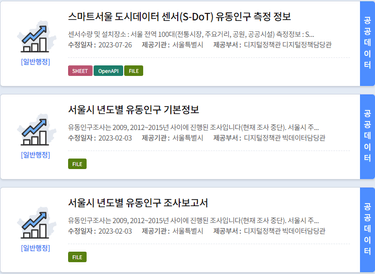 스마트서울 도시데이터 센서(S-DoT) 유동인구 측정 정보
센서수량 및 설치장소 : 서울 전역 100대(전통시장, 주요거리, 공원, 공공시설) 측정정보 : S...
수정일자 : 2023-07-26 제공기관 : 서울특별시 제공부서 : 디지털정책관 디지털정책담당관
[일반행정]
SHEET OpenAPI FILE
공공데이터
서울시 년도별 유동인구 기본정보
유동인구조사는 2009, 2012~2015년 사이에 진행된 조사입니다(현재 조사 중단). 서울시 주...
수정일자 : 2023-02-03 제공기관 : 서울특별시 제공부서 : 디지털정책관 빅데이터담당관
[일반행정]
FILE
공공데이터
서울시 년도별 유동인구 조사보고서
유동인구조사는 2009, 2012~2015년 사이에 진행된 조사입니다(현재 조사 중단). 서울시 주...
수정일자 : 2023-02-03 제공기관 : 서울특별시 제공부서 : 디지털정책관 빅데이터담당관
[일반행정]
FILE
공공데이터